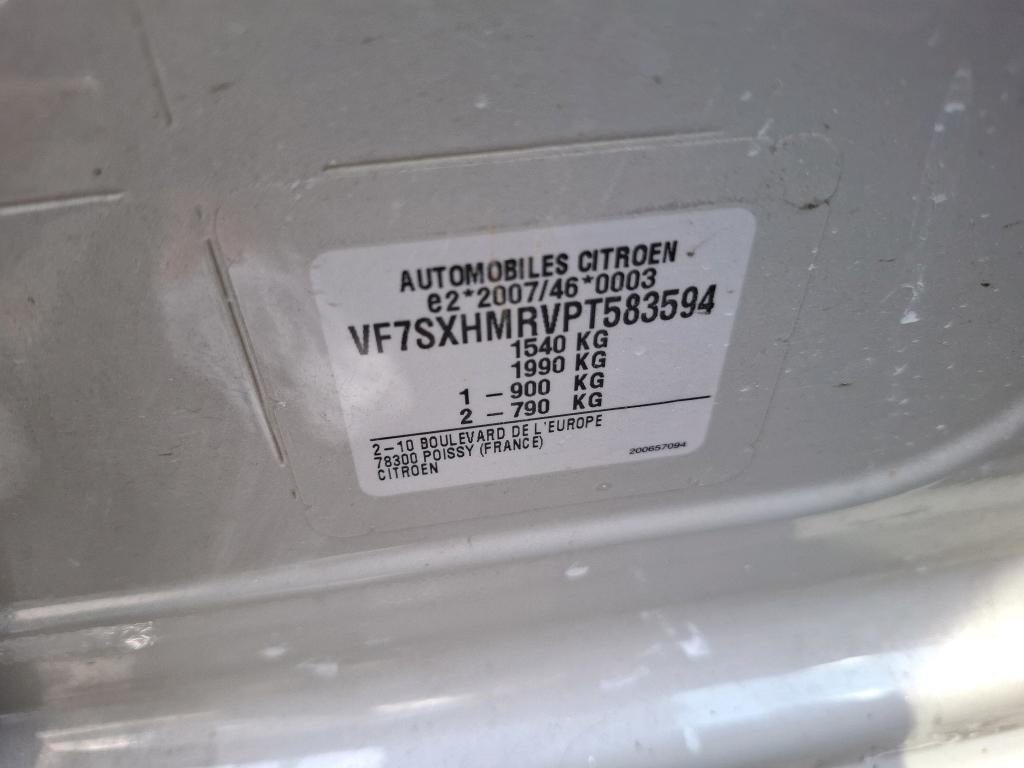 AUTOMOBILES CITROEN
e2*2007/46*0003
VF7SXHMRVPT583594
1540 KG
1990 KG
1 – 900 KG
2 – 790 KG
2–10 BOULEVARD DE L'EUROPE
78300 POISSY (FRANCE)
CITROEN
200657094